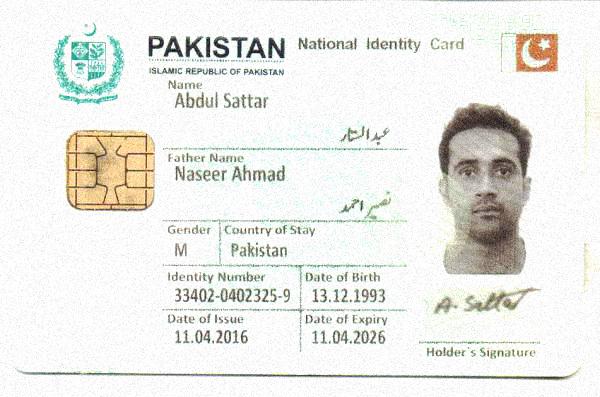 PAKISTAN National Identity Card
ISLAMIC REPUBLIC OF PAKISTAN
Name
Abdul Sattar
عبدالستار
Father Name
Naseer Ahmad
نصیر احمد
Gender Country of Stay
M Pakistan
Identity Number Date of Birth
33402-0402325-9 13.12.1993
Date of Issue Date of Expiry
11.04.2016 11.04.2026
A. Sattar
Holder's Signature